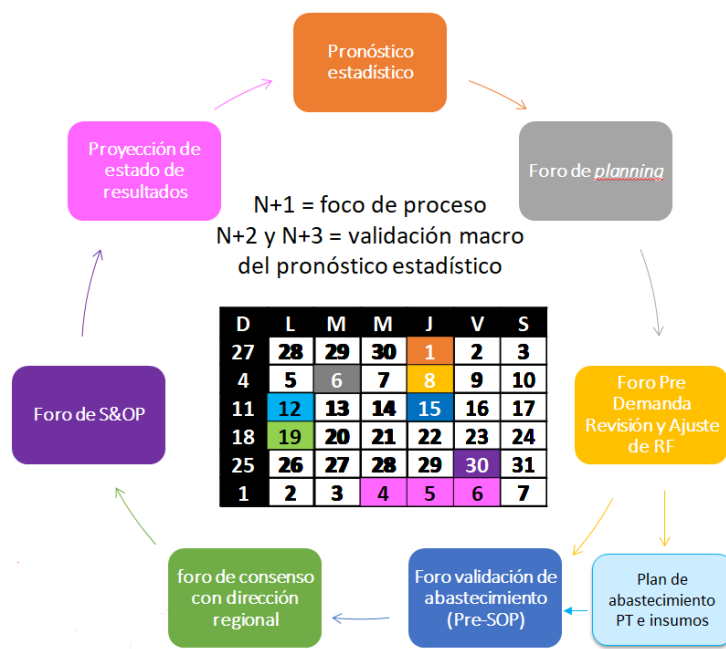 Pronóstico
estadístico
Proyección de
estado de
resultados
Foro de planning
N+1 = foco de proceso
N+2 y N+3 = validación macro
del pronóstico estadístico
D L M M J V S
27 28 29 30 1 2 3
4 5 6 7 8 9 10
11 12 13 14 15 16 17
18 19 20 21 22 23 24
25 26 27 28 29 30 31
1 2 3 4 5 6 7
Foro de S&OP
Foro Pre
Demanda
Revisión y Ajuste
de RF
foro de consenso
con dirección
regional
Foro validación de
abastecimiento
(Pre-SOP)
Plan de
abastecimiento
PT e insumos